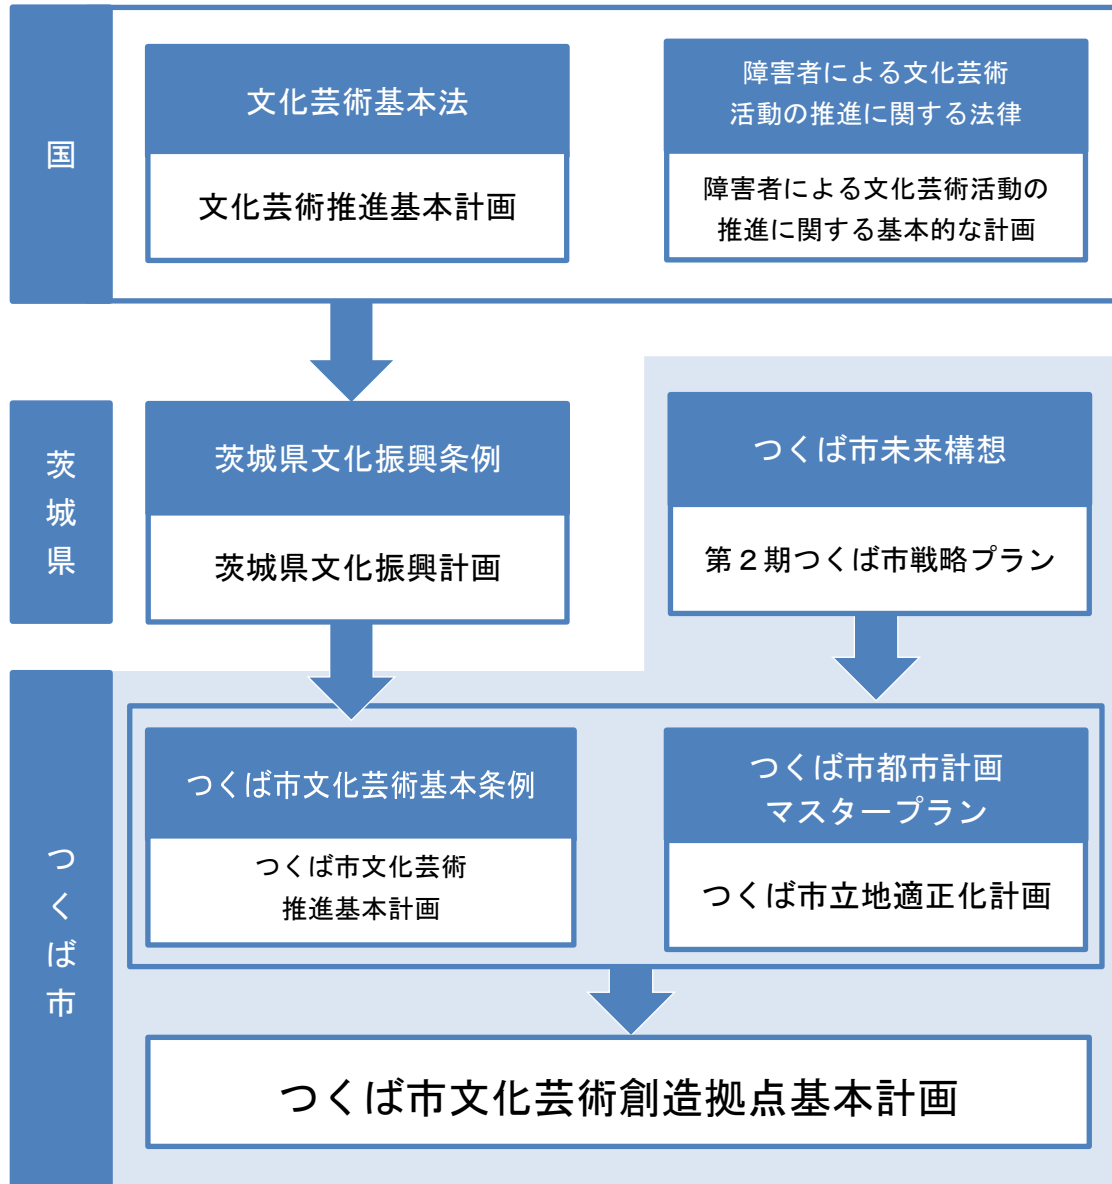 国
文化芸術基本法
文化芸術推進基本計画
障害者による文化芸術
活動の推進に関する法律
障害者による文化芸術活動の
推進に関する基本的な計画
茨城県
茨城県文化振興条例
茨城県文化振興計画
つくば市未来構想
第２期つくば市戦略プラン
つくば市
つくば市文化芸術基本条例
つくば市文化芸術
推進基本計画
つくば市都市計画
マスタープラン
つくば市立地適正化計画
つくば市文化芸術創造拠点基本計画